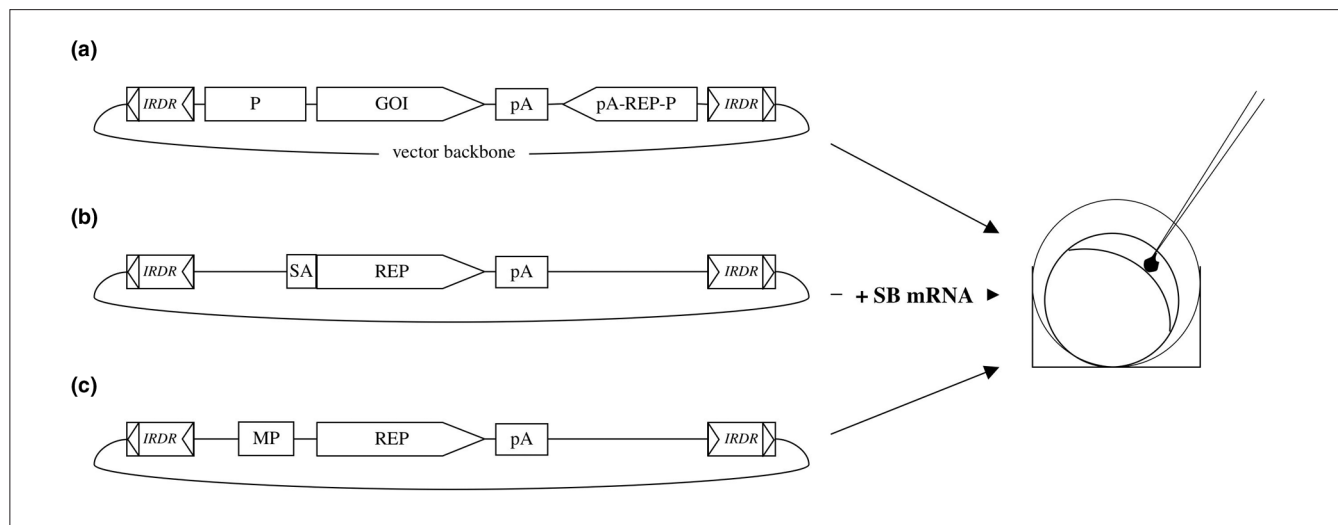 (a)
IRDR P GOI pA pA-REP-P IRDR
vector backbone
(b)
IRDR SA REP pA IRDR
– + SB mRNA
(c)
IRDR MP REP pA IRDR